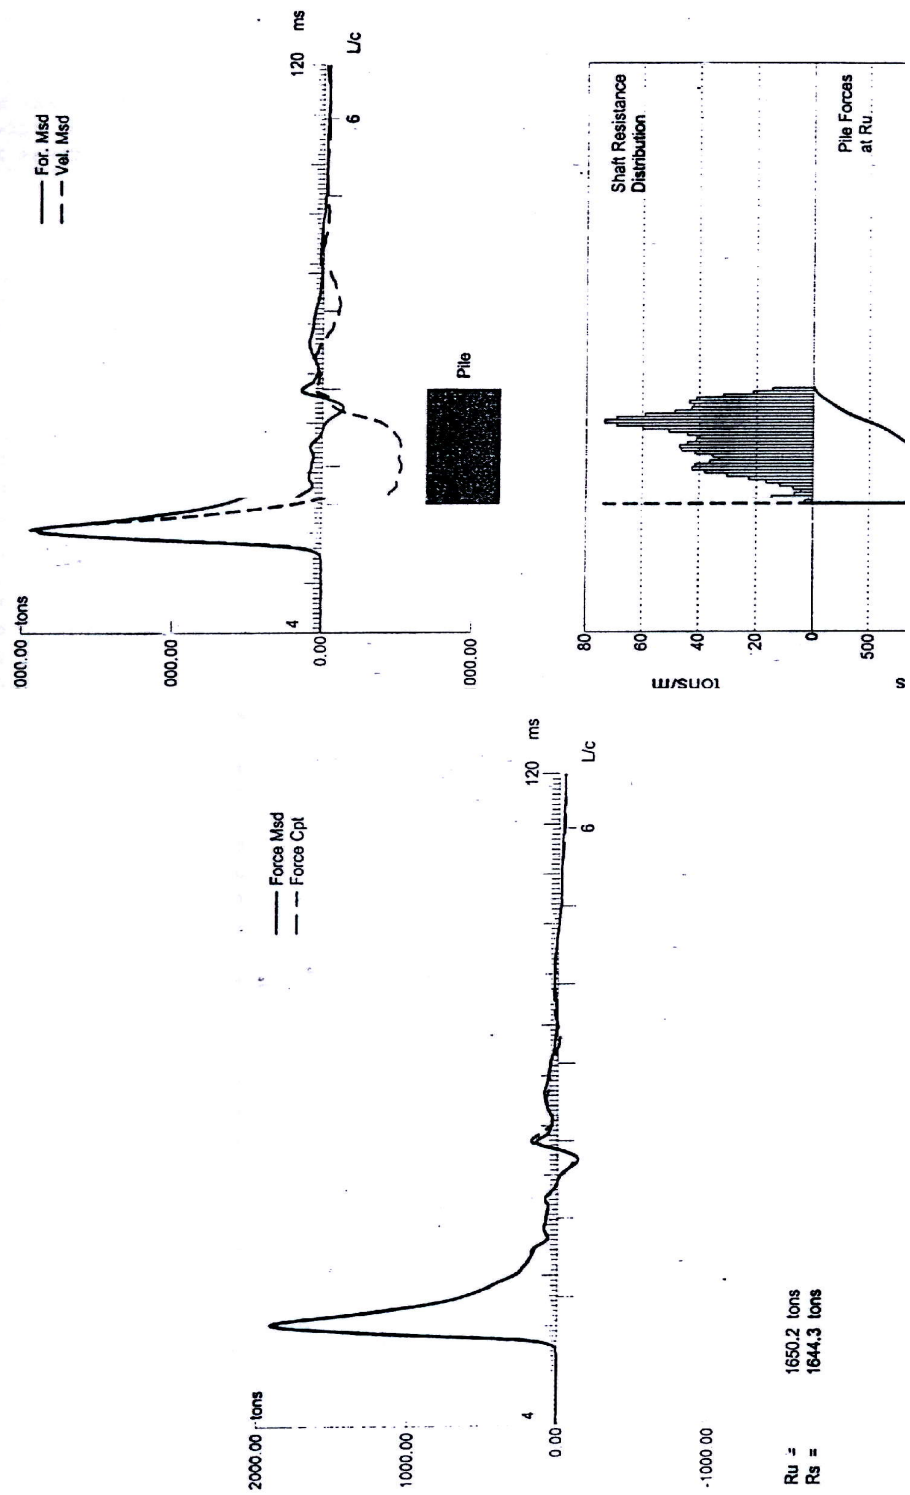 2000.00
tons
Force Msd
Force Cpt
1000.00
0.00
4
120 ms
6 L/c
-1000.00
Ru = 1650.2 tons
Rs = 1644.3 tons
000.00
tons
For. Msd
Vel. Msd
000.00
0.00
4
120 ms
6 L/c
000.00
Pile
80
60
40
20
0
500
tons/m
s
Shaft Resistance
Distribution
Pile Forces
at Ru